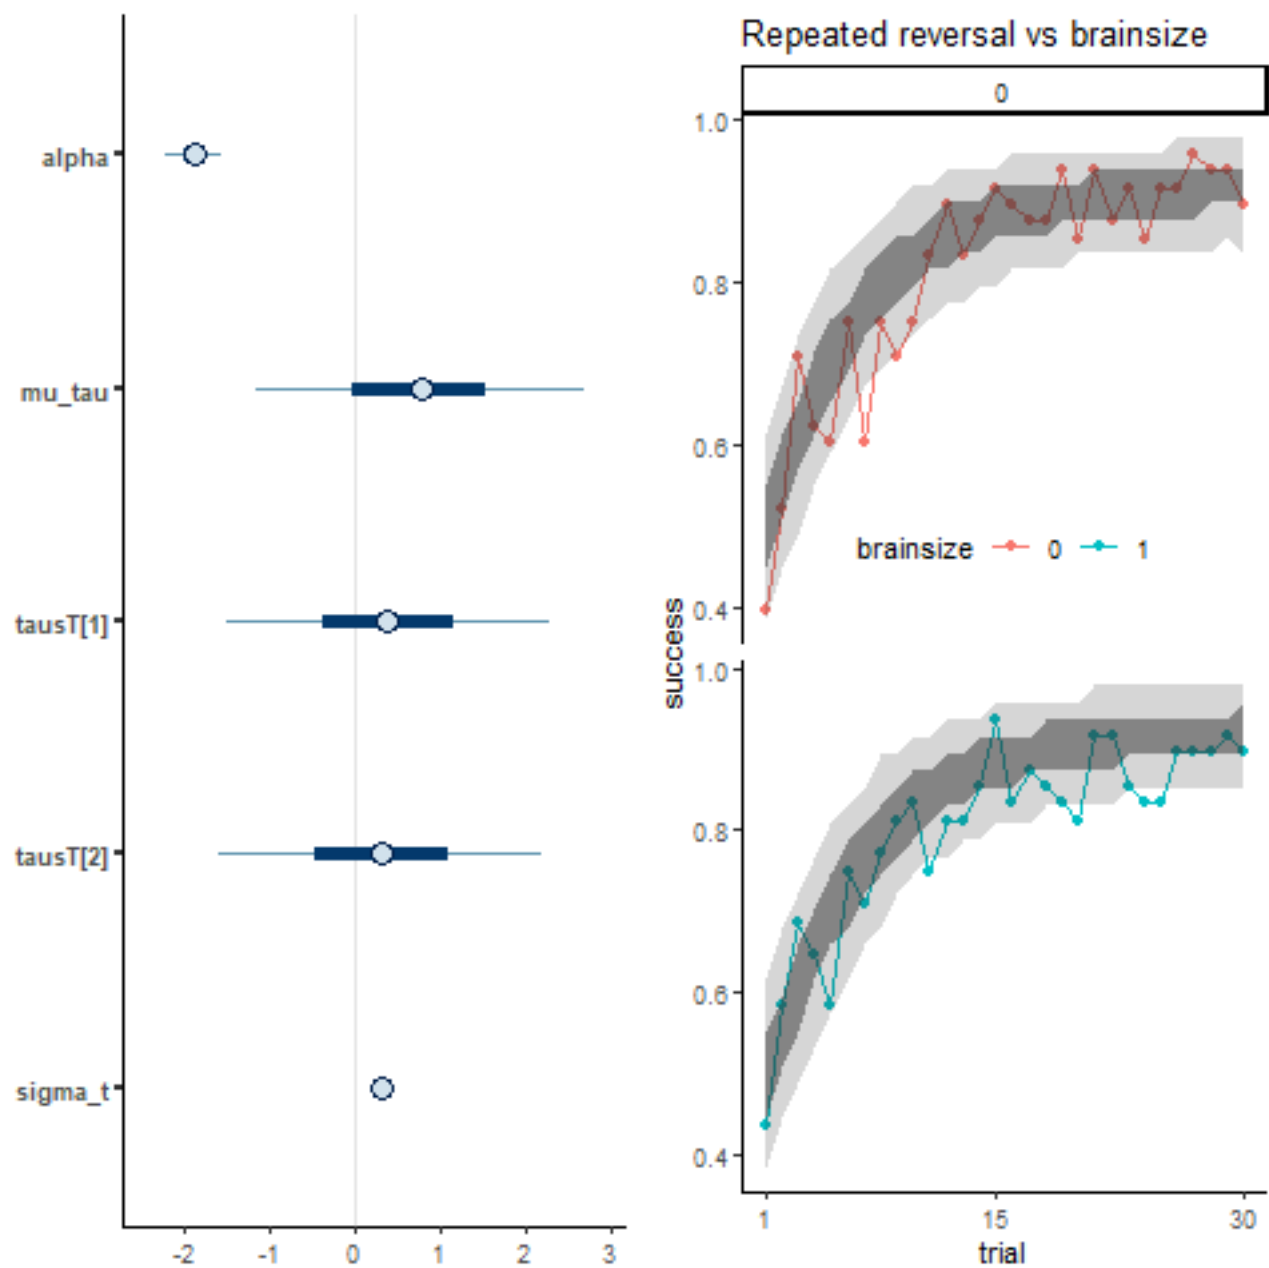 alpha
mu_tau
tausT[1]
tausT[2]
sigma_t
-2 -1 0 1 2 3
Repeated reversal vs brainsize
0
1.0
0.8
0.6
0.4
brainsize 0 1
success
1.0
0.8
0.6
0.4
1 15 30
trial